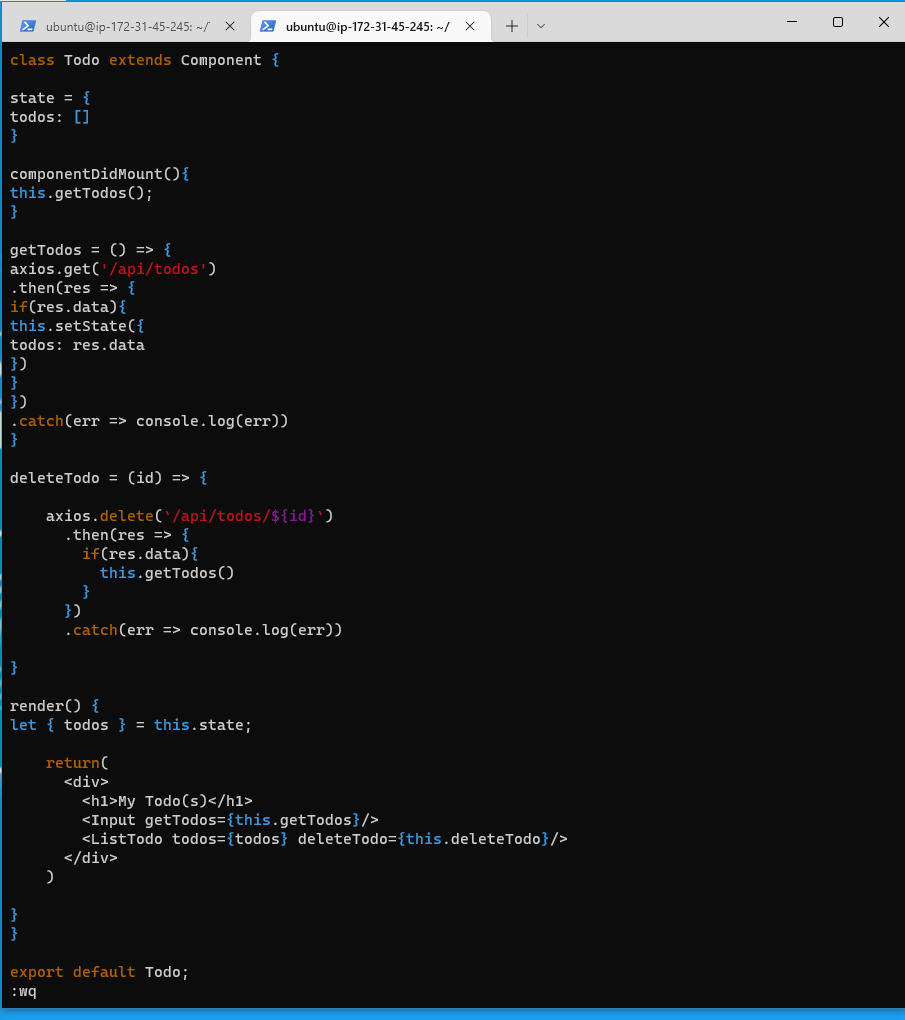 ubuntu@ip-172-31-45-245: ~/
ubuntu@ip-172-31-45-245: ~/
class Todo extends Component {
state = {
todos: []
}
componentDidMount(){
this.getTodos();
}
getTodos = () => {
axios.get('/api/todos')
.then(res => {
if(res.data){
this.setState({
todos: res.data
})
}
})
.catch(err => console.log(err))
}
deleteTodo = (id) => {
    axios.delete(`/api/todos/${id}`)
      .then(res => {
        if(res.data){
          this.getTodos()
        }
      })
      .catch(err => console.log(err))
}
render() {
let { todos } = this.state;
    return(
      <div>
        <h1>My Todo(s)</h1>
        <Input getTodos={this.getTodos}/>
        <ListTodo todos={todos} deleteTodo={this.deleteTodo}/>
      </div>
    )
}
}
export default Todo;
:wq